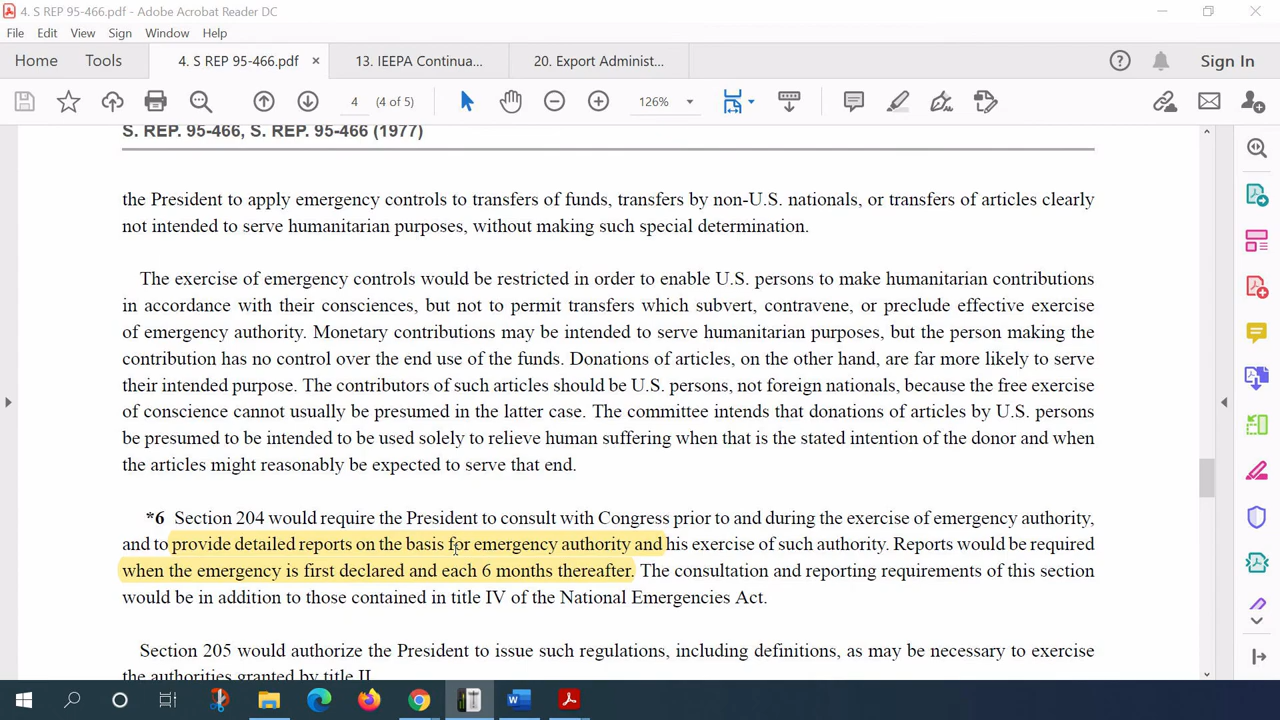 4. S REP 95-466.pdf - Adobe Acrobat Reader DC
File Edit View Sign Window Help
Home Tools 4. S REP 95-466.pdf × 13. IEEPA Continua... 20. Export Administ... Sign In
4 (4 of 5) 126%
S. REP. 95-466, S. REP. 95-466 (1977)
the President to apply emergency controls to transfers of funds, transfers by non-U.S. nationals, or transfers of articles clearly
not intended to serve humanitarian purposes, without making such special determination.
The exercise of emergency controls would be restricted in order to enable U.S. persons to make humanitarian contributions
in accordance with their consciences, but not to permit transfers which subvert, contravene, or preclude effective exercise
of emergency authority. Monetary contributions may be intended to serve humanitarian purposes, but the person making the
contribution has no control over the end use of the funds. Donations of articles, on the other hand, are far more likely to serve
their intended purpose. The contributors of such articles should be U.S. persons, not foreign nationals, because the free exercise
of conscience cannot usually be presumed in the latter case. The committee intends that donations of articles by U.S. persons
be presumed to be intended to be used solely to relieve human suffering when that is the stated intention of the donor and when
the articles might reasonably be expected to serve that end.
*6 Section 204 would require the President to consult with Congress prior to and during the exercise of emergency authority,
and to provide detailed reports on the basis for emergency authority and his exercise of such authority. Reports would be required
when the emergency is first declared and each 6 months thereafter. The consultation and reporting requirements of this section
would be in addition to those contained in title IV of the National Emergencies Act.
Section 205 would authorize the President to issue such regulations, including definitions, as may be necessary to exercise
the authorities granted by title II